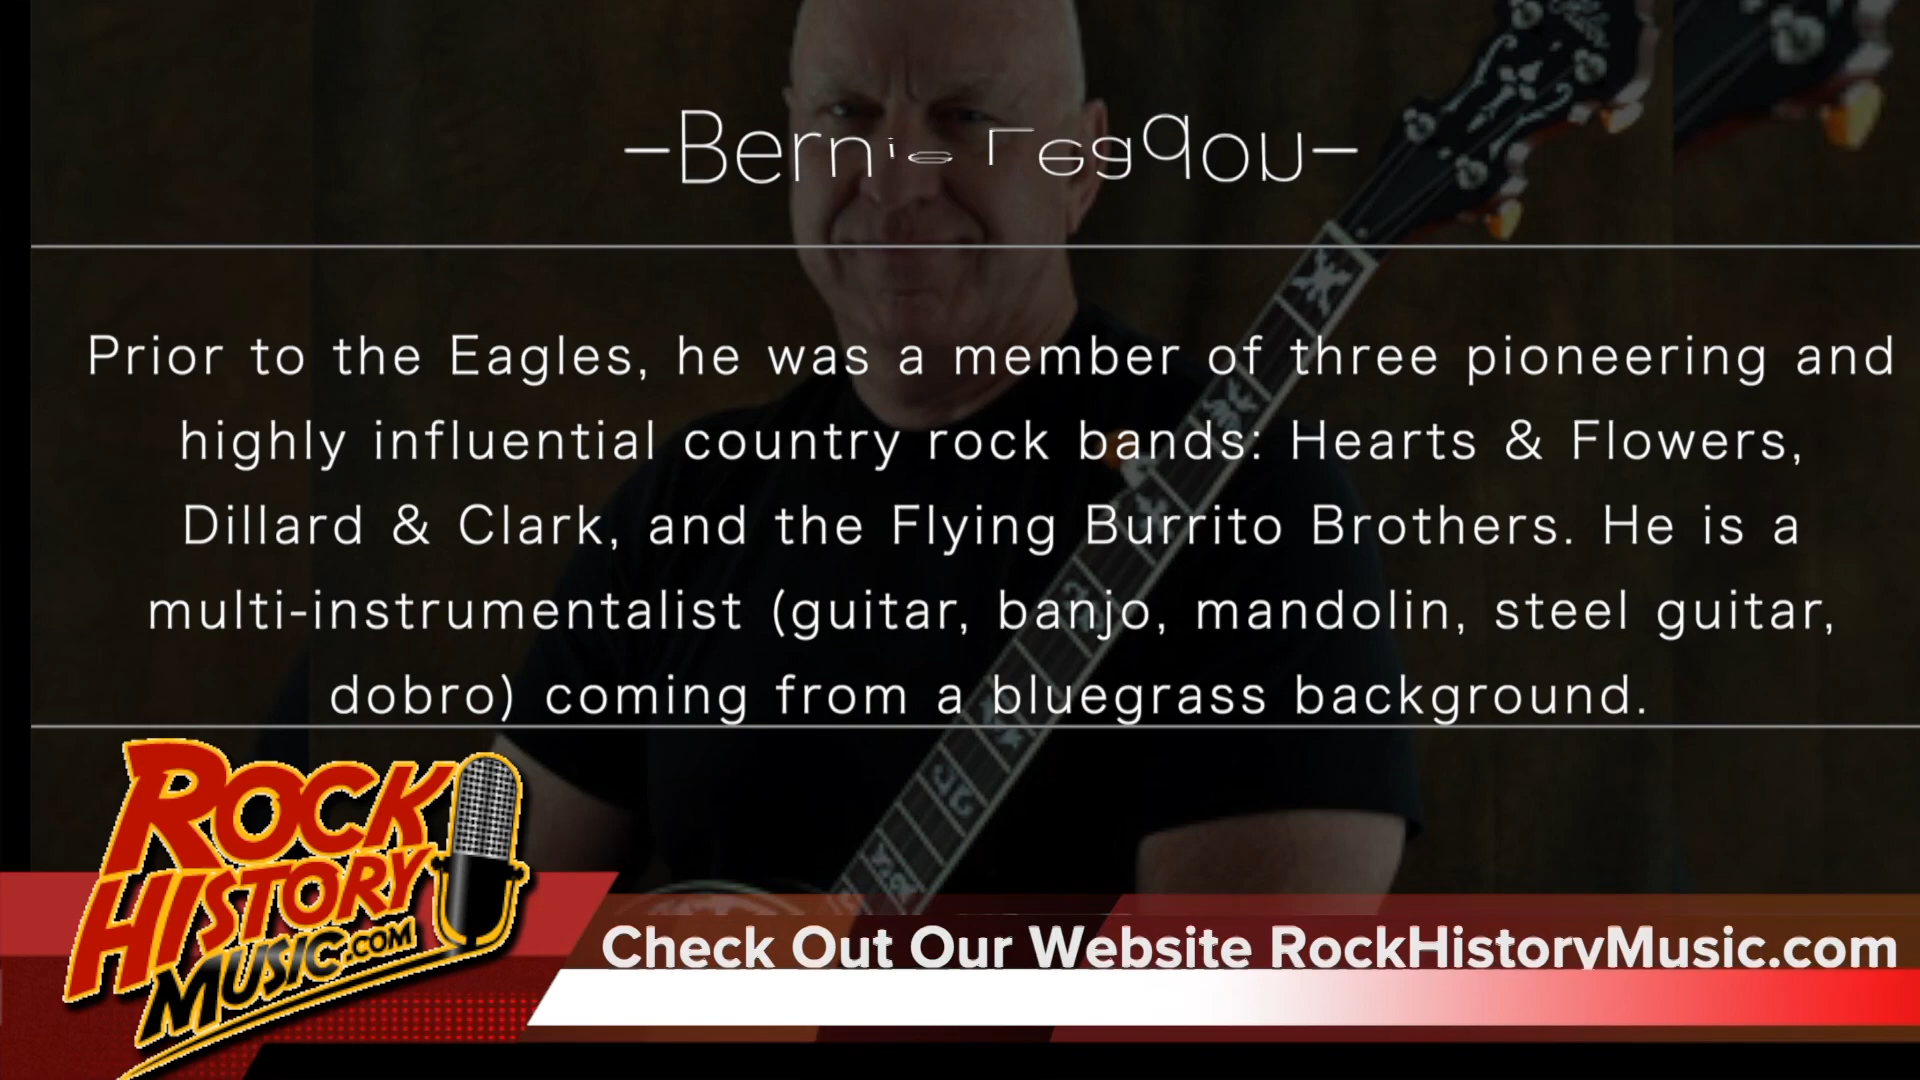 -Bernie Leadon-
Prior to the Eagles, he was a member of three pioneering and
highly influential country rock bands: Hearts & Flowers,
Dillard & Clark, and the Flying Burrito Brothers. He is a
multi-instrumentalist (guitar, banjo, mandolin, steel guitar,
dobro) coming from a bluegrass background.
ROCK
HISTORY
MUSIC.COM
Check Out Our Website RockHistoryMusic.com